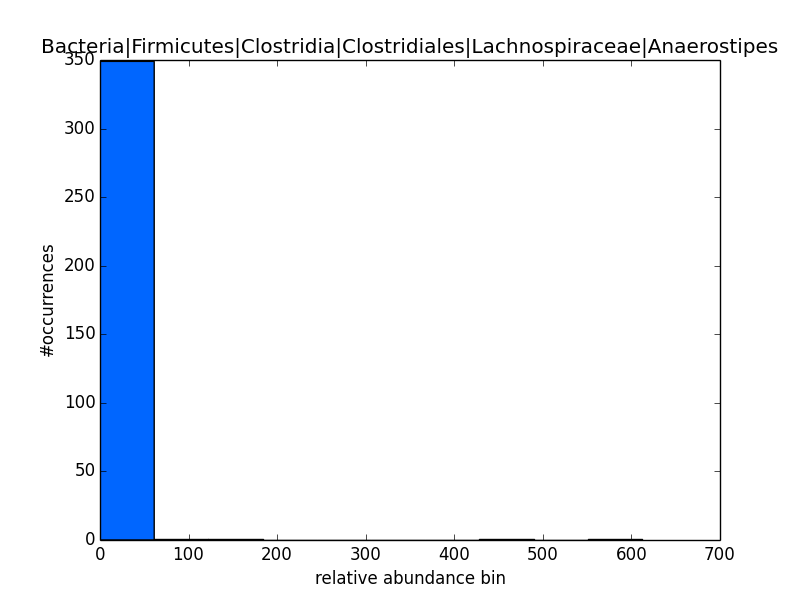 Bacteria|Firmicutes|Clostridia|Clostridiales|Lachnospiraceae|Anaerostipes
350
300
250
200
150
100
50
0
#occurrences
0 100 200 300 400 500 600 700
relative abundance bin